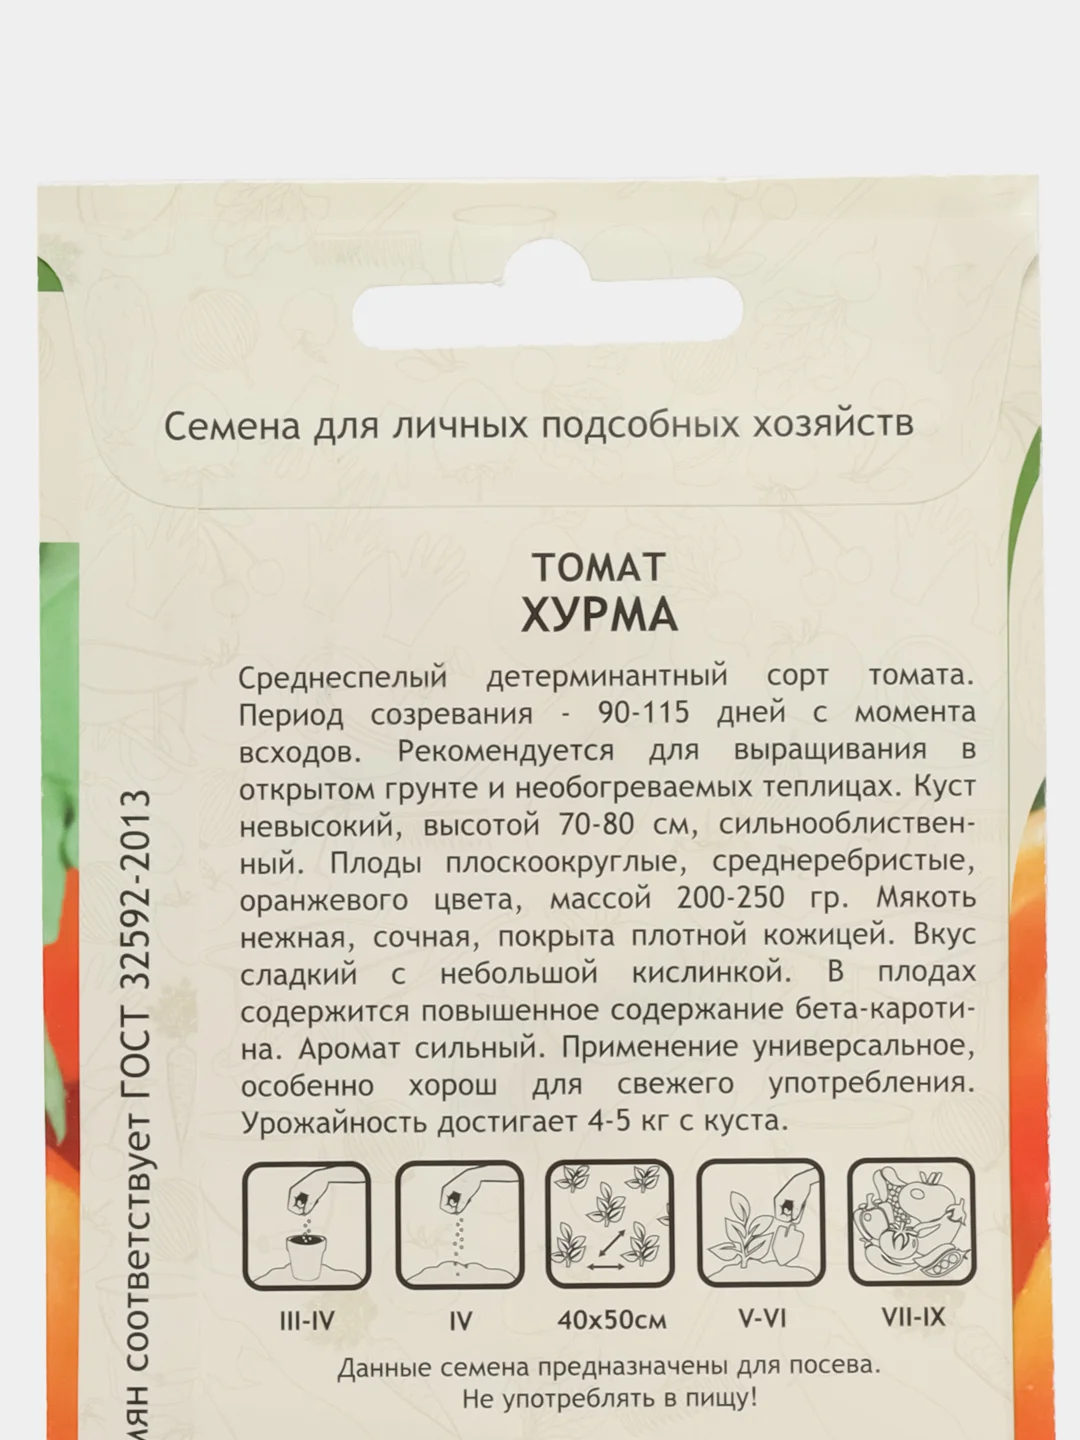 Семена для личных подсобных хозяйств
ТОМАТ
ХУРМА
Среднеспелый детерминантный сорт томата.
Период созревания - 90-115 дней с момента
всходов. Рекомендуется для выращивания в
открытом грунте и необогреваемых теплицах. Куст
невысокий, высотой 70-80 см, сильнооблиствен-
ный. Плоды плоскоокруглые, среднеребристые,
оранжевого цвета, массой 200-250 гр. Мякоть
нежная, сочная, покрыта плотной кожицей. Вкус
сладкий с небольшой кислинкой. В плодах
содержится повышенное содержание бета-кароти-
на. Аромат сильный. Применение универсальное,
особенно хорош для свежего употребления.
Урожайность достигает 4-5 кг с куста.
III-IV IV 40х50см V-VI VII-IX
Данные семена предназначены для посева.
Не употреблять в пищу!
соответствует ГОСТ 32592-2013